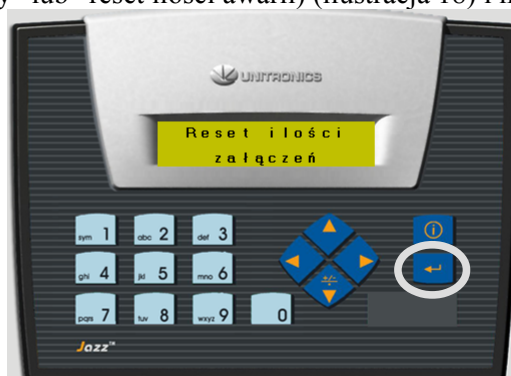 lub reset ilości awarii) (ilustracja 18) i
UNITRONICS
Reset ilości
załączeń
sym 1
abc 2
def 3
ghi 4
jkl 5
mno 6
+/-
pqrs 7
tuv 8
wxyz 9
0
Jazz™